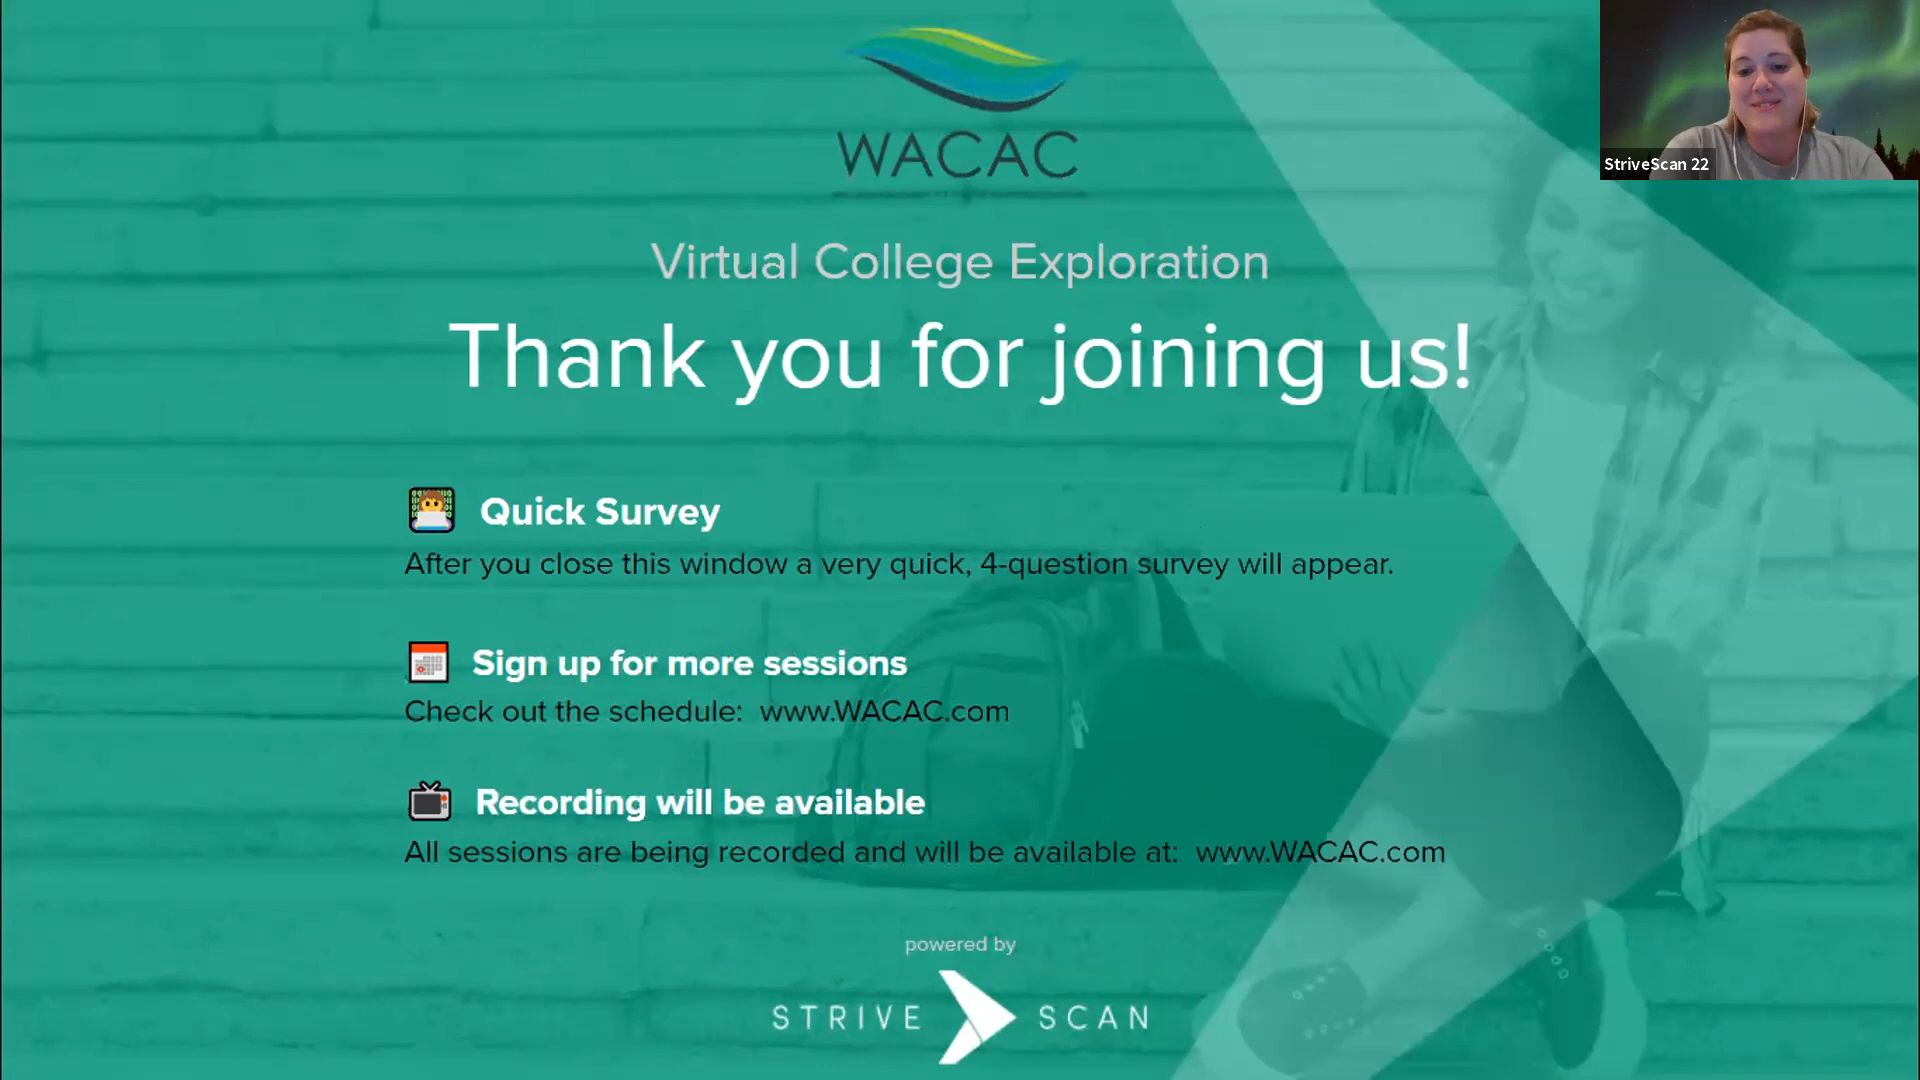 WACAC
StriveScan 22
Virtual College Exploration
Thank you for joining us!
Quick Survey
After you close this window a very quick, 4-question survey will appear.
Sign up for more sessions
Check out the schedule: www.WACAC.com
Recording will be available
All sessions are being recorded and will be available at: www.WACAC.com
powered by
STRIVE SCAN